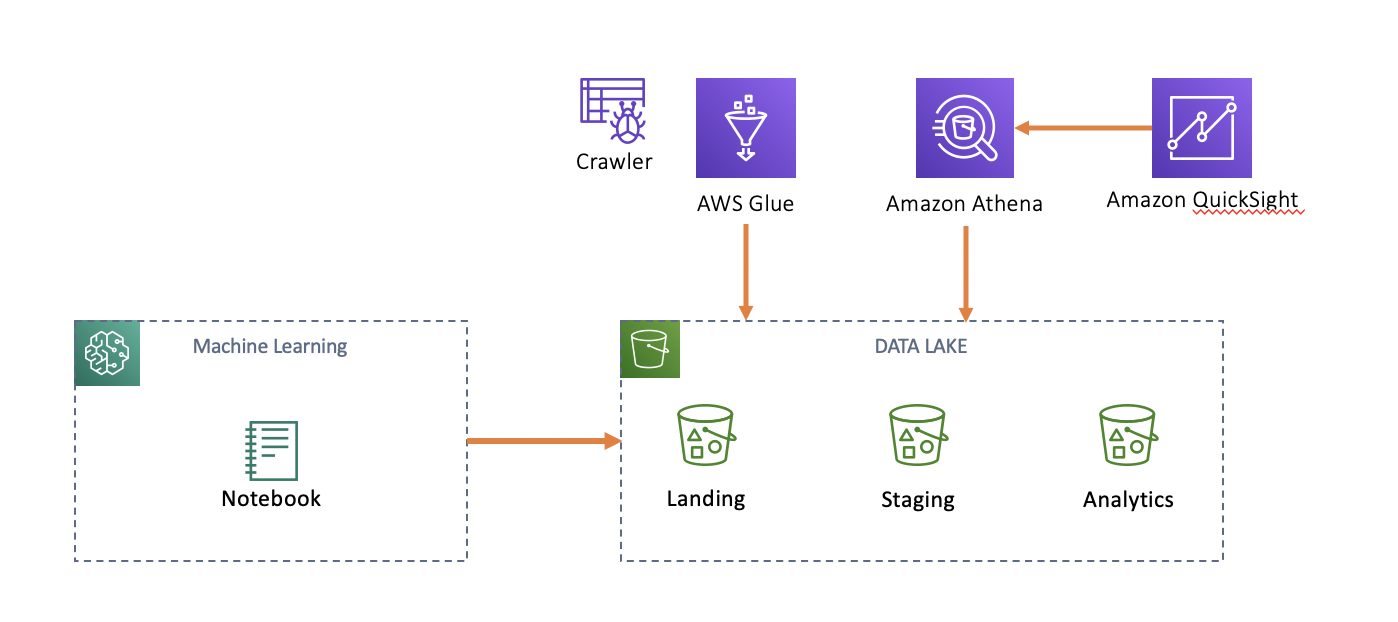 Crawler
AWS Glue
Amazon Athena
Amazon QuickSight
Machine Learning
DATA LAKE
Notebook
Landing
Staging
Analytics